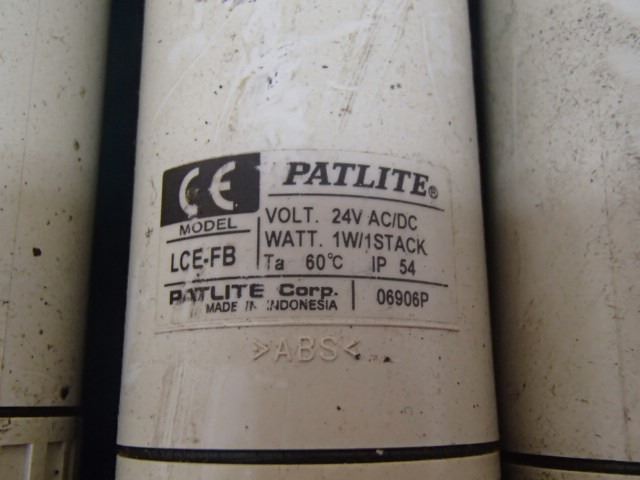 CE PATLITE®
MODEL VOLT. 24V AC/DC
LCE-FB WATT. 1W/1STACK
Ta 60°C IP 54
PATLITE Corp. 06906P
MADE IN INDONESIA
>ABS<